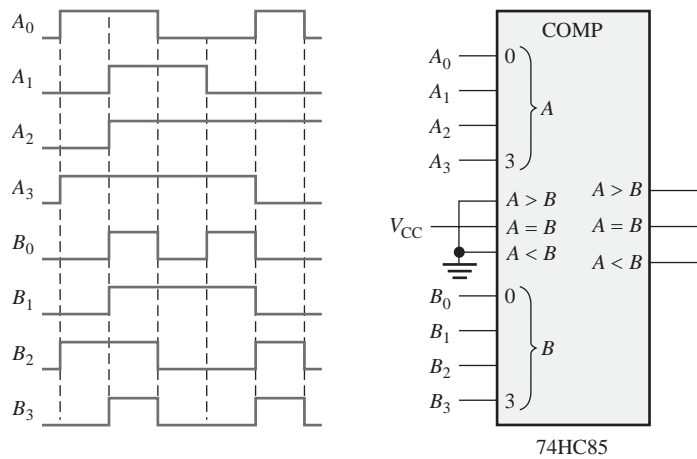 A0
A1
A2
A3
B0
B1
B2
B3
COMP
A0
A1
A2
A3
0
3
A
VCC
A > B
A = B
A < B
A > B
A = B
A < B
B0
B1
B2
B3
0
3
B
74HC85